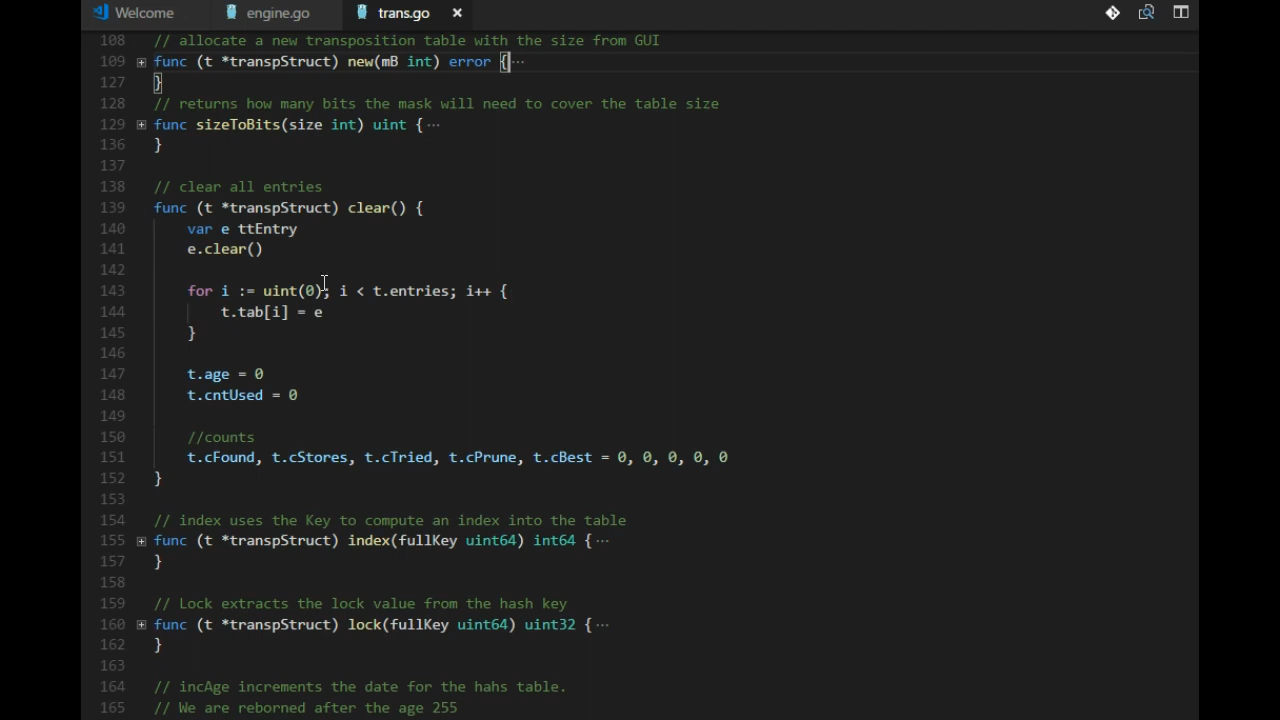 Welcome engine.go trans.go ×
108 // allocate a new transposition table with the size from GUI
109 func (t *transpStruct) new(mB int) error {···
127 }
128 // returns how many bits the mask will need to cover the table size
129 func sizeToBits(size int) uint {···
136 }
137
138 // clear all entries
139 func (t *transpStruct) clear() {
140 var e ttEntry
141 e.clear()
142
143 for i := uint(0); i < t.entries; i++ {
144 t.tab[i] = e
145 }
146
147 t.age = 0
148 t.cntUsed = 0
149
150 //counts
151 t.cFound, t.cStores, t.cTried, t.cPrune, t.cBest = 0, 0, 0, 0, 0
152 }
153
154 // index uses the Key to compute an index into the table
155 func (t *transpStruct) index(fullKey uint64) int64 {···
157 }
158
159 // Lock extracts the lock value from the hash key
160 func (t *transpStruct) lock(fullKey uint64) uint32 {···
162 }
163
164 // incAge increments the date for the hahs table.
165 // We are reborned after the age 255